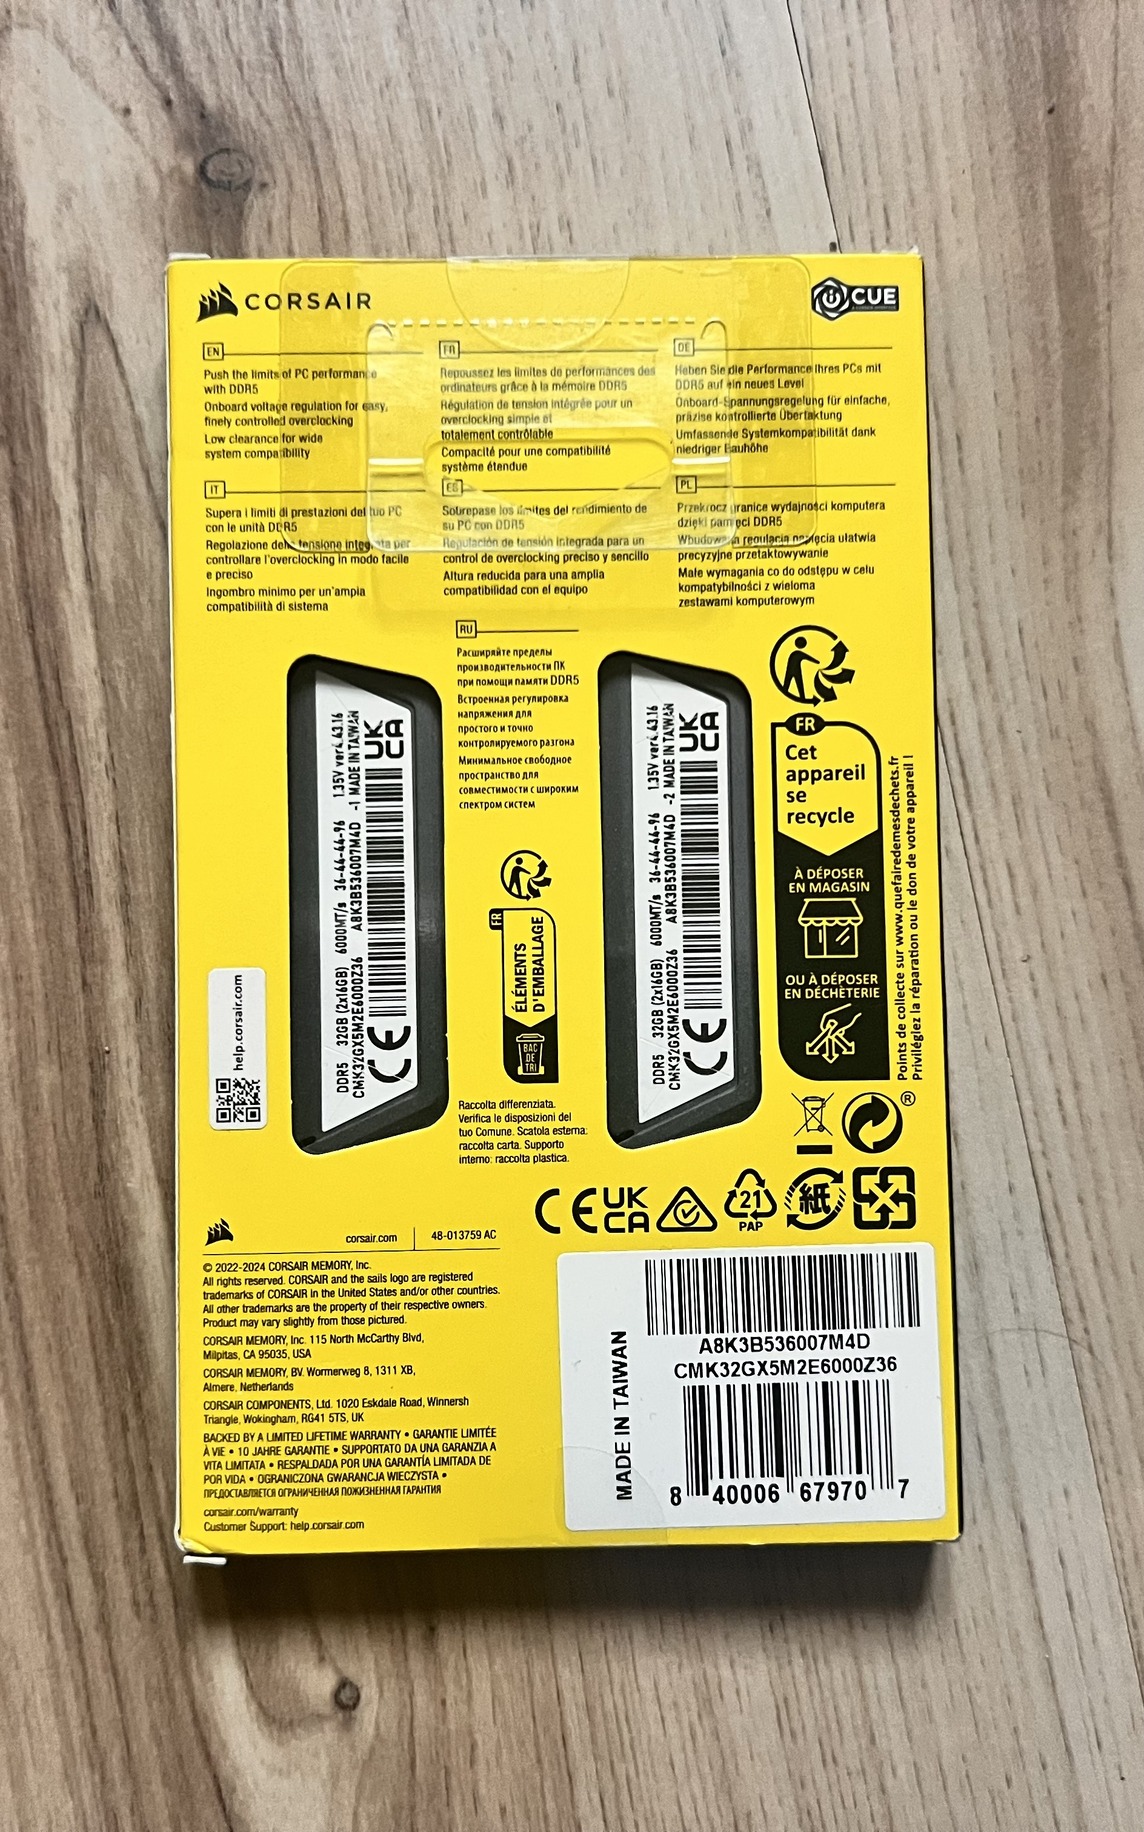 CORSAIR
iCUE
EN
Push the limits of PC performance
with DDR5
Onboard voltage regulation for easy,
finely controlled overclocking
Low clearance for wide
system compatibility
FR
Repoussez les limites de performances des
ordinateurs grâce à la mémoire DDR5
Régulation de tension intégrée pour un
overclocking simple et
totalement contrôlable
Capacité pour une compatibilité
système étendue
DE
Heben Sie die Performance Ihres PCs mit
DDR5 auf ein neues Level
Onboard-Spannungsregelung für einfache,
präzise kontrollierte Übertaktung
Umfassende Systemkompatibilität dank
niedriger Bauhöhe
IT
Supera i limiti di prestazioni del tuo PC
con le unità DDR5
Regolazione della tensione integrata per
controllare l'overclocking in modo facile
e preciso
Ingombro minimo per un'ampia
compatibilità di sistema
ES
Sobrepase los límites del rendimiento de
su PC con DDR5
Regulación de tensión integrada para un
control de overclocking preciso y sencillo
Altura reducida para una amplia
compatibilidad con el equipo
PL
Przekrocz granice wydajności komputera
dzięki pamięci DDR5
Wbudowana regulacja napięcia ułatwia
precyzyjne przetaktowywanie
Małe wymagania co do odstępu w celu
kompatybilności z wieloma
zestawami komputerowym
RU
Расширяйте пределы
производительности ПК
при помощи памяти DDR5
Встроенная регулировка
напряжения для
простого и точно
контролируемого разгона
Минимальное свободное
пространство для
совместимости с широким
спектром систем
DDR5 32GB (2x16GB) 6000MT/s 36-44-44-96 1.35V ver4.43.16
CMK32GX5M2E6000Z36 A8K3B536007M4D -1 MADE IN TAIWAN
CE
UK
CA
DDR5 32GB (2x16GB) 6000MT/s 36-44-44-96 1.35V ver4.43.16
CMK32GX5M2E6000Z36 A8K3B536007M4D -2 MADE IN TAIWAN
CE
UK
CA
help.corsair.com
FR
ÉLÉMENTS
D'EMBALLAGE
BAC
DE
TRI
FR
Cet
appareil
se
recycle
À DÉPOSER
EN MAGASIN
OU À DÉPOSER
EN DÉCHÈTERIE
Points de collecte sur www.quefairedemesdechets.fr
Privilégiez la réparation ou le don de votre appareil !
Raccolta differenziata.
Verifica le disposizioni del
tuo Comune. Scatola esterna:
raccolta carta. Supporto
interno: raccolta plastica.
®
CE
UK
CA
21
PAP
紙
corsair.com | 48-013759 AC
© 2022-2024 CORSAIR MEMORY, Inc.
All rights reserved. CORSAIR and the sails logo are registered
trademarks of CORSAIR in the United States and/or other countries.
All other trademarks are the property of their respective owners.
Product may vary slightly from those pictured.
CORSAIR MEMORY, Inc. 115 North McCarthy Blvd,
Milpitas, CA 95035, USA
CORSAIR MEMORY, BV. Wormerweg 8, 1311 XB,
Almere, Netherlands
CORSAIR COMPONENTS, Ltd. 1020 Eskdale Road, Winnersh
Triangle, Wokingham, RG41 5TS, UK
BACKED BY A LIMITED LIFETIME WARRANTY • GARANTIE LIMITÉE
À VIE • 10 JAHRE GARANTIE • SUPPORTATO DA UNA GARANZIA A
VITA LIMITATA • RESPALDADA POR UNA GARANTÍA LIMITADA DE
POR VIDA • OGRANICZONA GWARANCJA WIECZYSTA •
ПРЕДОСТАВЛЯЕТСЯ ОГРАНИЧЕННАЯ ПОЖИЗНЕННАЯ ГАРАНТИЯ
corsair.com/warranty
Customer Support: help.corsair.com
MADE IN TAIWAN
A8K3B536007M4D
CMK32GX5M2E6000Z36
8 40006 67970 7